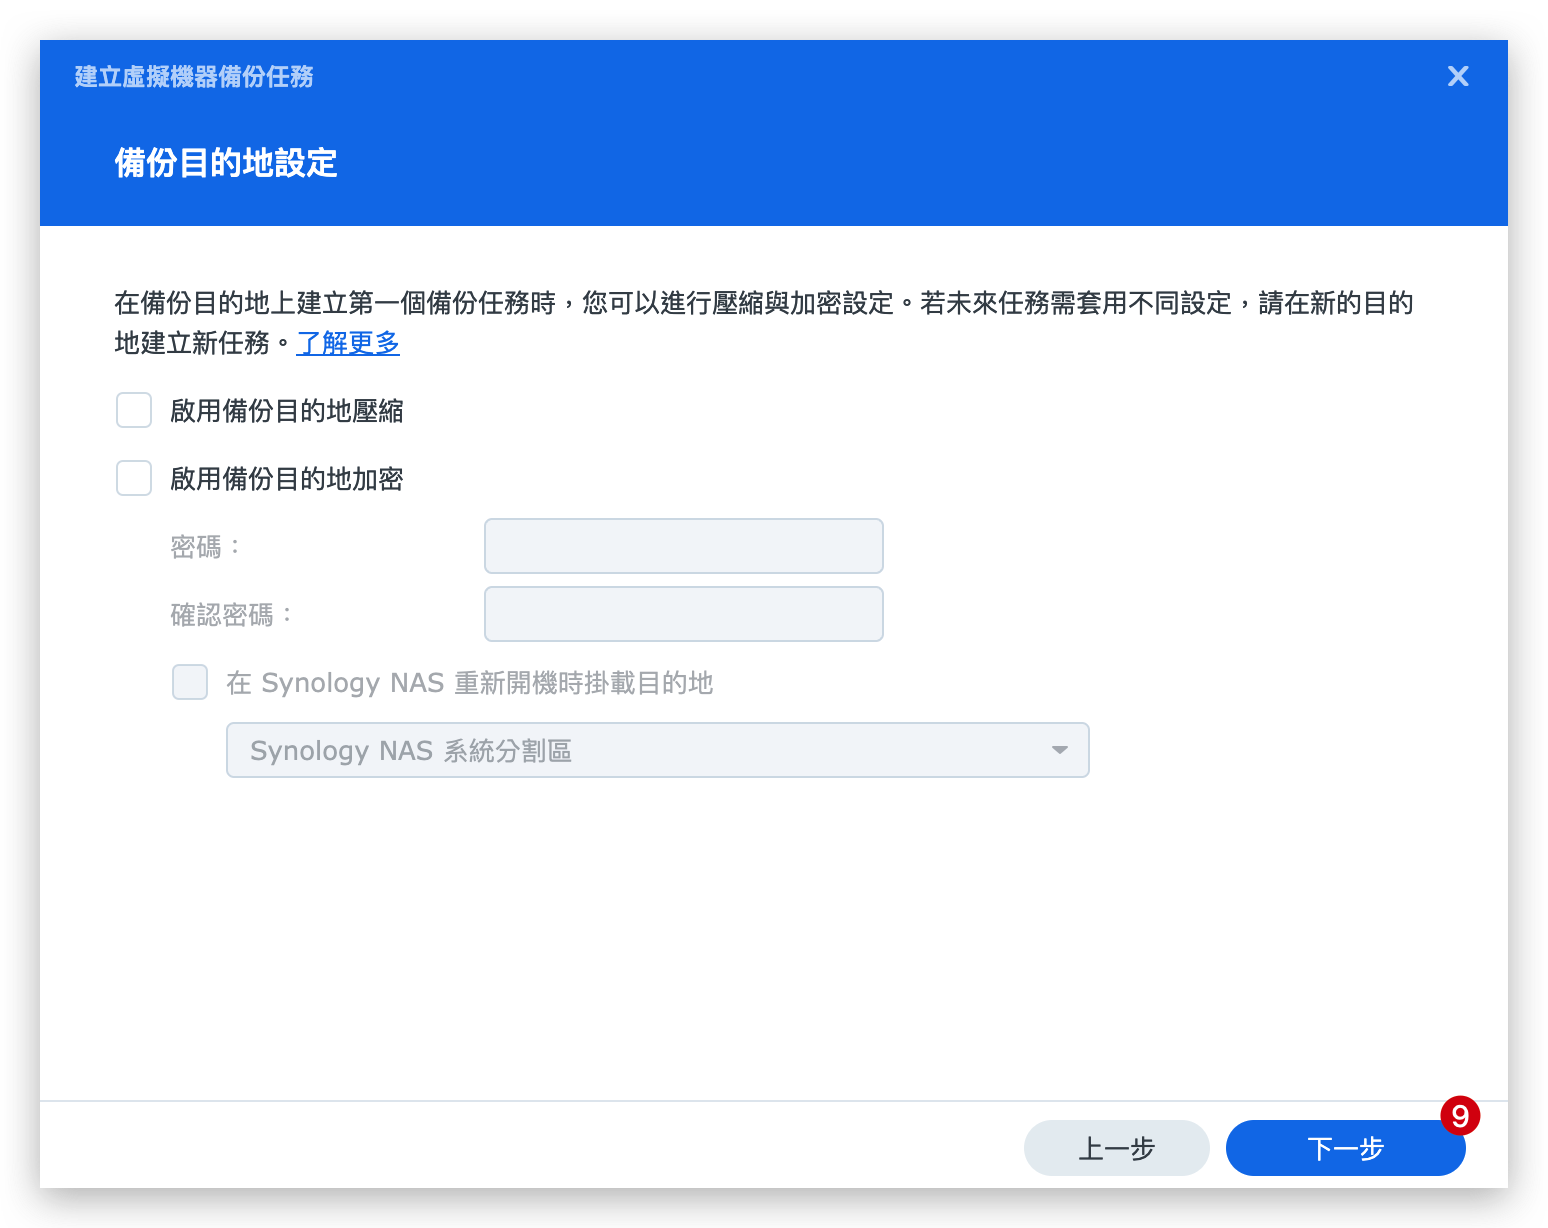 建立虛擬機器備份任務
備份目的地設定
在備份目的地上建立第一個備份任務時，您可以進行壓縮與加密設定。若未來任務需套用不同設定，請在新的目的
地建立新任務。了解更多
啟用備份目的地壓縮
啟用備份目的地加密
密碼：
確認密碼：
在 Synology NAS 重新開機時掛載目的地
Synology NAS 系統分割區
9
上一步
下一步